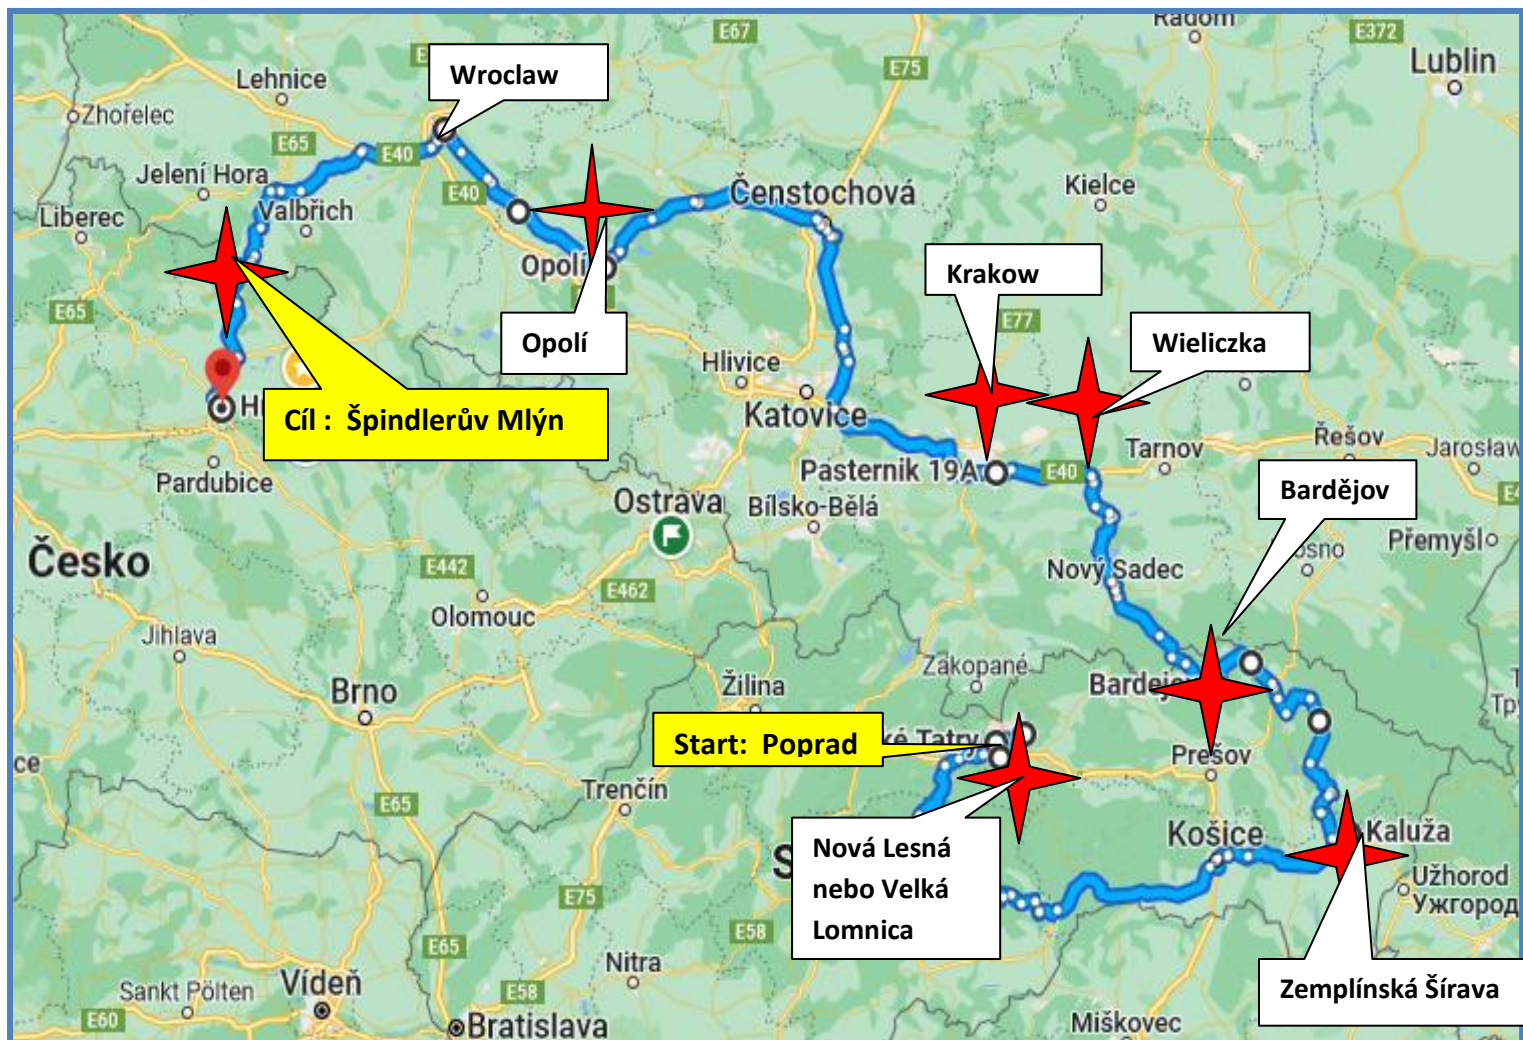 Radom
E67
E372
Lublin
E75
Wroclaw
Lehnice
Zhořelec
E65
E40
Jelení Hora
E40
Čenstochová
Kielce
Liberec
Valbřich
Opolí
Krakow
E65
E77
Opolí
Wieliczka
Hlivice
Cíl : Špindlerův Mlýn
Katovice
Tarnov
Řešov
Jarosław
Pardubice
Pasternik 19A
E40
Bardějov
Ostrava
Bílsko-Bělá
Přemyšl
Česko
E442
Nový Sadec
E462
Olomouc
Jihlava
Zakopané
Brno
Žilina
Start: Poprad
ké Tatry
Prešov
Trenčín
E65
Nová Lesná
nebo Velká
Lomnica
Košice
Kaluža
Užhorod
Ужгород
E75
E58
E65
Nitra
Vídeň
Sankt Pölten
E58
Zemplínská Šírava
E60
Bratislava
Miškovec